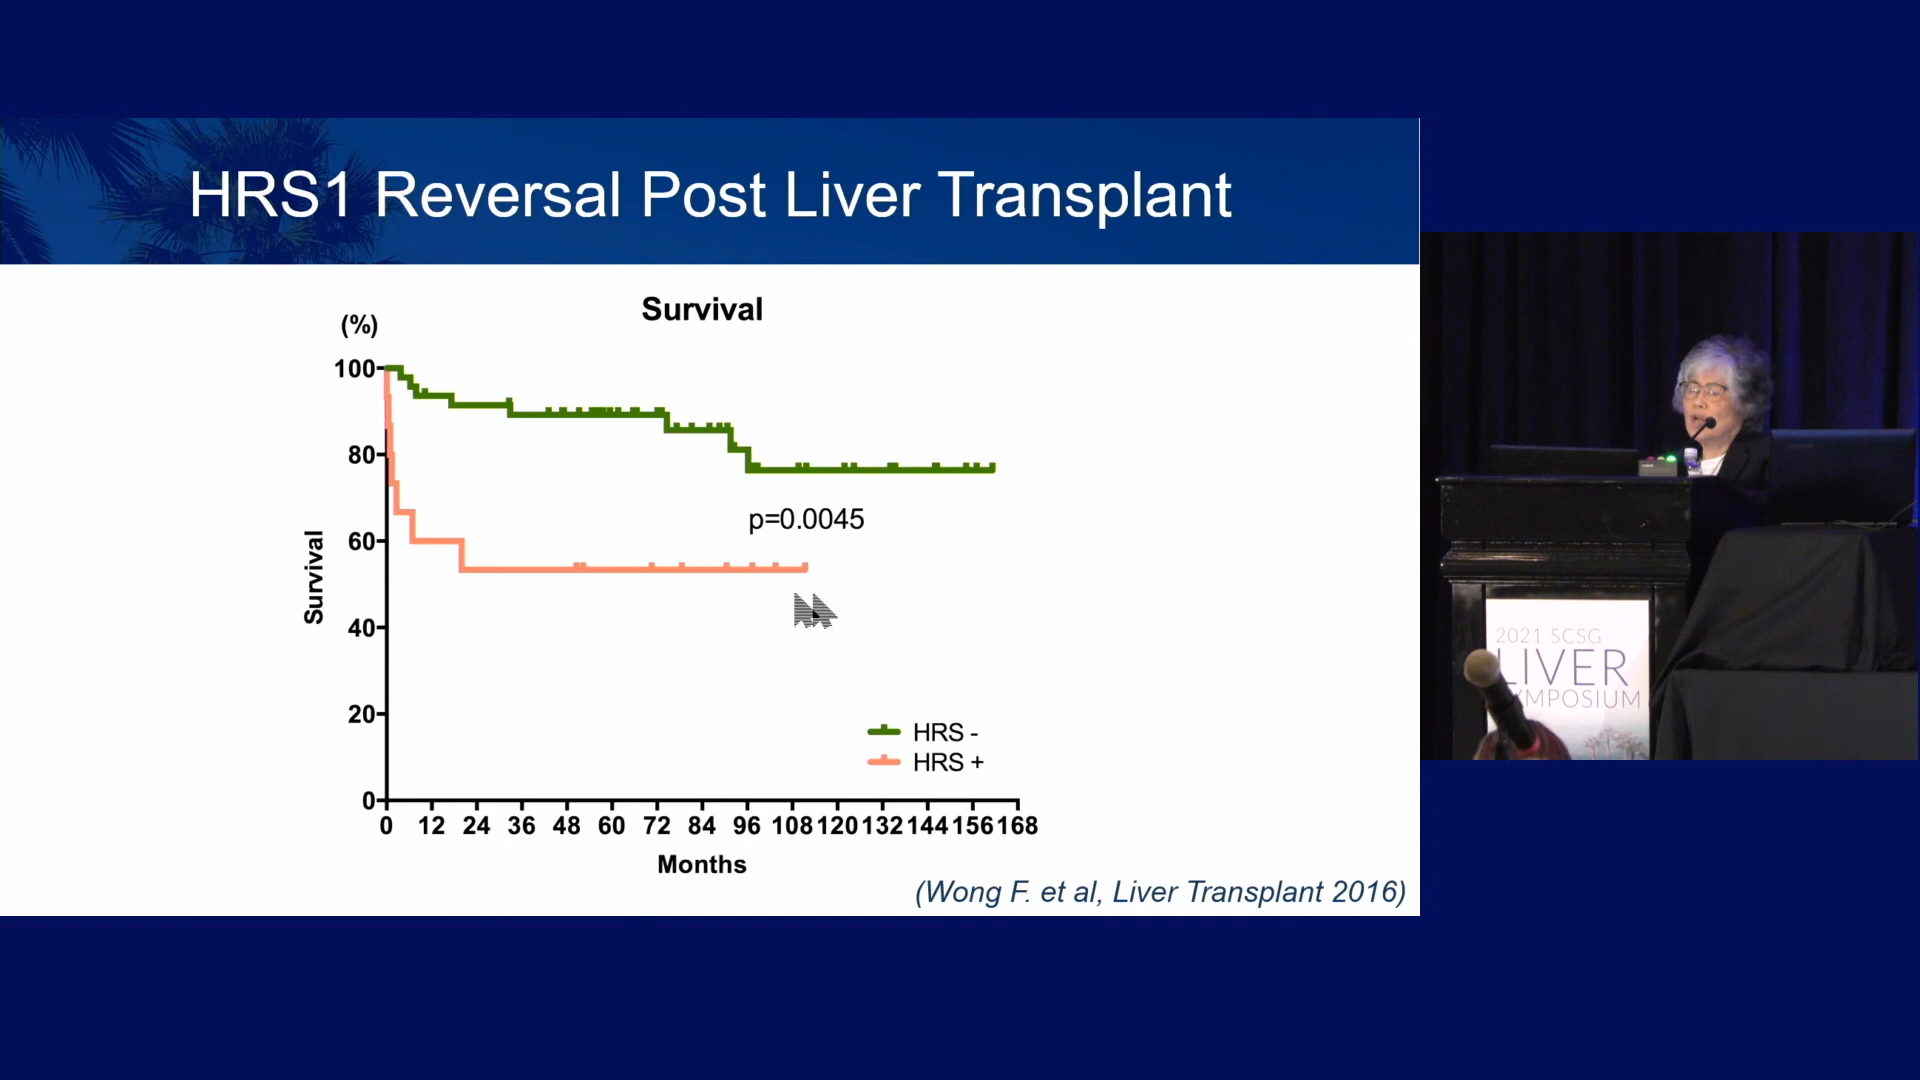 HRS1 Reversal Post Liver Transplant
Survival
(%)
100
80
60
40
20
0
Survival
p=0.0045
HRS -
HRS +
0 12 24 36 48 60 72 84 96 108 120 132 144 156 168
Months
(Wong F. et al, Liver Transplant 2016)
2021 SCSG
LIVER
YMPOSIUM